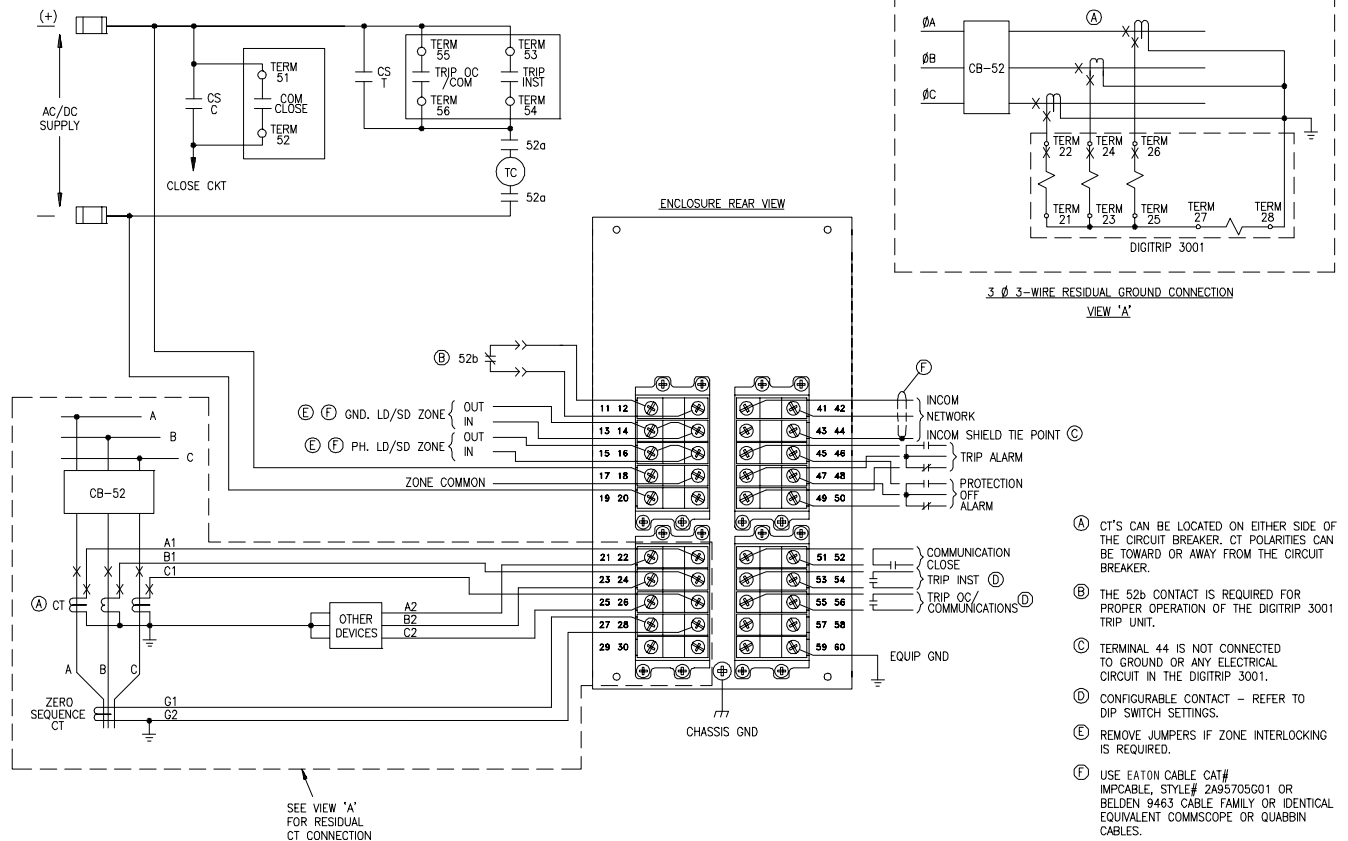 (+)
AC/DC
SUPPLY
—
CS
C
TERM
51
COM
CLOSE
TERM
52
CLOSE CKT
CS
T
TERM
55
TRIP OC
/COM
TERM
56
TERM
53
TRIP
INST
TERM
54
52a
TC
52a
A
ØA
ØB
ØC
CB-52
TERM
22
TERM
24
TERM
26
TERM
21
TERM
23
TERM
25
TERM
27
TERM
28
DIGITRIP 3001
3 Ø 3-WIRE RESIDUAL GROUND CONNECTION
VIEW 'A'
ENCLOSURE REAR VIEW
B 52b
E F GND. LD/SD ZONE
OUT
IN
E F PH. LD/SD ZONE
OUT
IN
ZONE COMMON
11 12
13 14
15 16
17 18
19 20
21 22
23 24
25 26
27 28
29 30
41 42
43 44
45 46
47 48
49 50
51 52
53 54
55 56
57 58
59 60
F
INCOM
NETWORK
INCOM SHIELD TIE POINT C
TRIP ALARM
PROTECTION
OFF
ALARM
COMMUNICATION
CLOSE
TRIP INST D
TRIP OC/
COMMUNICATIONS D
EQUIP GND
CHASSIS GND
A
B
C
CB-52
A1
B1
C1
A CT
OTHER
DEVICES
A2
B2
C2
A
B
C
ZERO
SEQUENCE
CT
G1
G2
SEE VIEW 'A'
FOR RESIDUAL
CT CONNECTION
A CT'S CAN BE LOCATED ON EITHER SIDE OF
THE CIRCUIT BREAKER. CT POLARITIES CAN
BE TOWARD OR AWAY FROM THE CIRCUIT
BREAKER.
B THE 52b CONTACT IS REQUIRED FOR
PROPER OPERATION OF THE DIGITRIP 3001
TRIP UNIT.
C TERMINAL 44 IS NOT CONNECTED
TO GROUND OR ANY ELECTRICAL
CIRCUIT IN THE DIGITRIP 3001.
D CONFIGURABLE CONTACT – REFER TO
DIP SWITCH SETTINGS.
E REMOVE JUMPERS IF ZONE INTERLOCKING
IS REQUIRED.
F USE EATON CABLE CAT#
IMPCABLE, STYLE# 2A95705G01 OR
BELDEN 9463 CABLE FAMILY OR IDENTICAL
EQUIVALENT COMMSCOPE OR QUABBIN
CABLES.